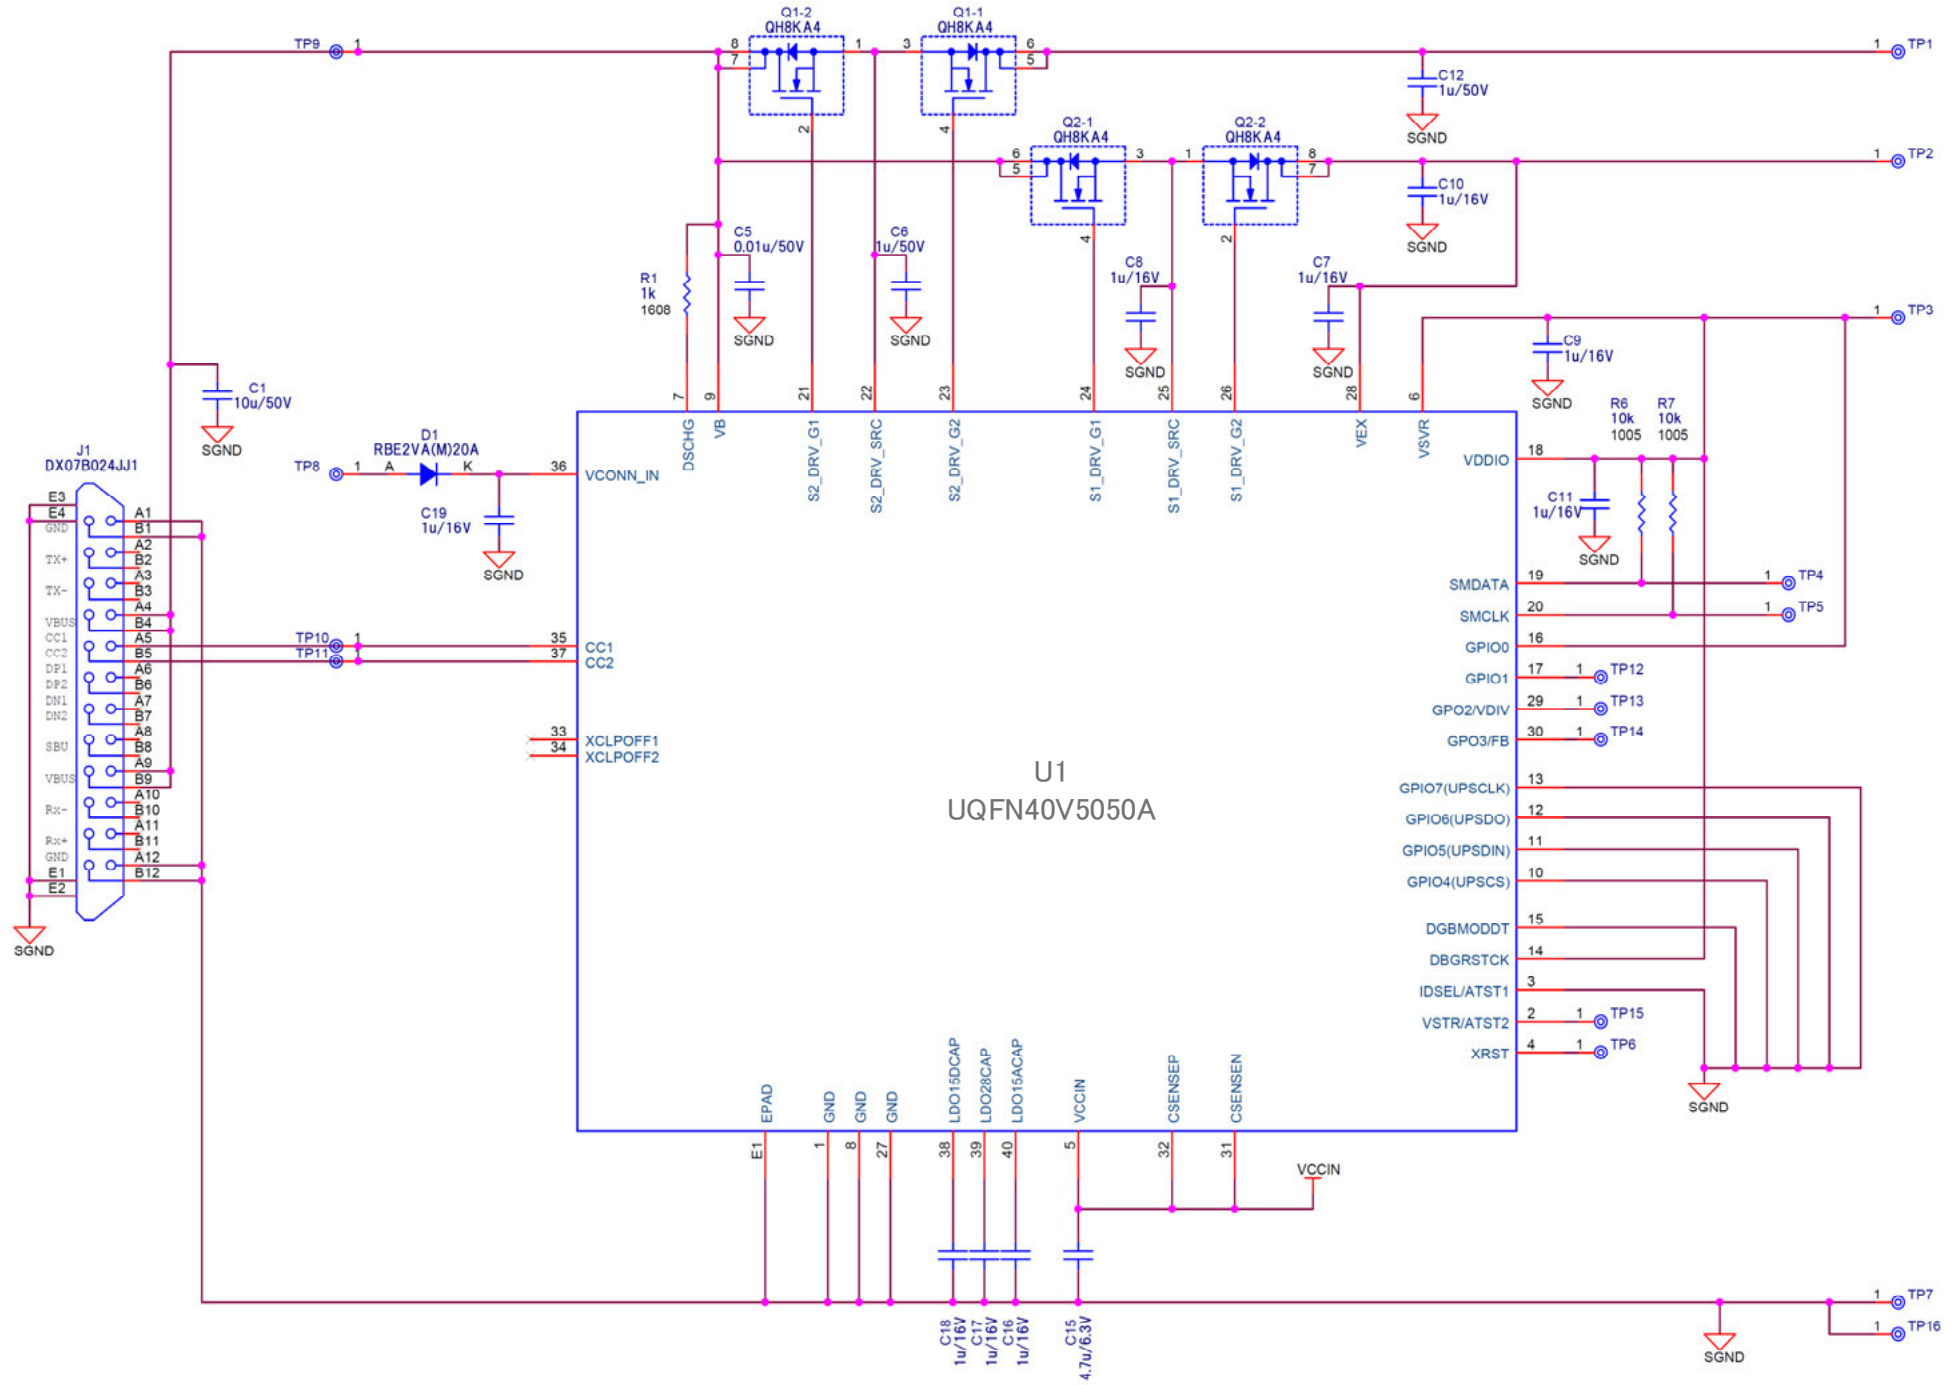 Q1-2
QH8KA4
Q1-1
QH8KA4
TP9
1
8
7
1
3
6
5
1
TP1
C12
1u/50V
SGND
2
4
Q2-1
QH8KA4
Q2-2
QH8KA4
6
5
3
1
8
7
1
TP2
C10
1u/16V
SGND
4
2
R1
1k
1608
C5
0.01u/50V
SGND
C6
1u/50V
SGND
C8
1u/16V
SGND
C7
1u/16V
SGND
1
TP3
C9
1u/16V
SGND
C1
10u/50V
SGND
7
9
21
22
23
24
25
26
28
6
DSCHG
VB
S2_DRV_G1
S2_DRV_SRC
S2_DRV_G2
S1_DRV_G1
S1_DRV_SRC
S1_DRV_G2
VEX
VSVR
R6
10k
1005
R7
10k
1005
D1
RBE2VA(M)20A
TP8
1
A
K
36
VCONN_IN
C19
1u/16V
SGND
VDDIO
18
C11
1u/16V
SGND
J1
DX07B024JJ1
E3
E4
GND
TX+
TX-
VBUS
CC1
CC2
DP1
DP2
DN1
DN2
SBU
VBUS
Rx-
Rx+
GND
E1
E2
SGND
A1
B1
A2
B2
A3
B3
A4
B4
A5
B5
A6
B6
A7
B7
A8
B8
A9
B9
A10
B10
A11
B11
A12
B12
TP10
1
TP11
35
CC1
37
CC2
33
XCLPOFF1
34
XCLPOFF2
U1
UQFN40V5050A
SMDATA
19
1
TP4
SMCLK
20
1
TP5
GPIO0
16
GPIO1
17
1
TP12
GPO2/VDIV
29
1
TP13
GPO3/FB
30
1
TP14
GPIO7(UPSCLK)
13
GPIO6(UPSDO)
12
GPIO5(UPSDIN)
11
GPIO4(UPSCS)
10
DGBMODDT
15
DBGRSTCK
14
IDSEL/ATST1
3
VSTR/ATST2
2
1
TP15
XRST
4
1
TP6
SGND
EPAD
GND
GND
GND
LDO15DCAP
LDO28CAP
LDO15ACAP
VCCIN
CSENSEP
CSENSEN
E1
1
8
27
38
39
40
5
32
31
VCCIN
C18
1u/16V
C17
1u/16V
C16
1u/16V
C15
4.7u/6.3V
1
TP7
1
TP16
SGND